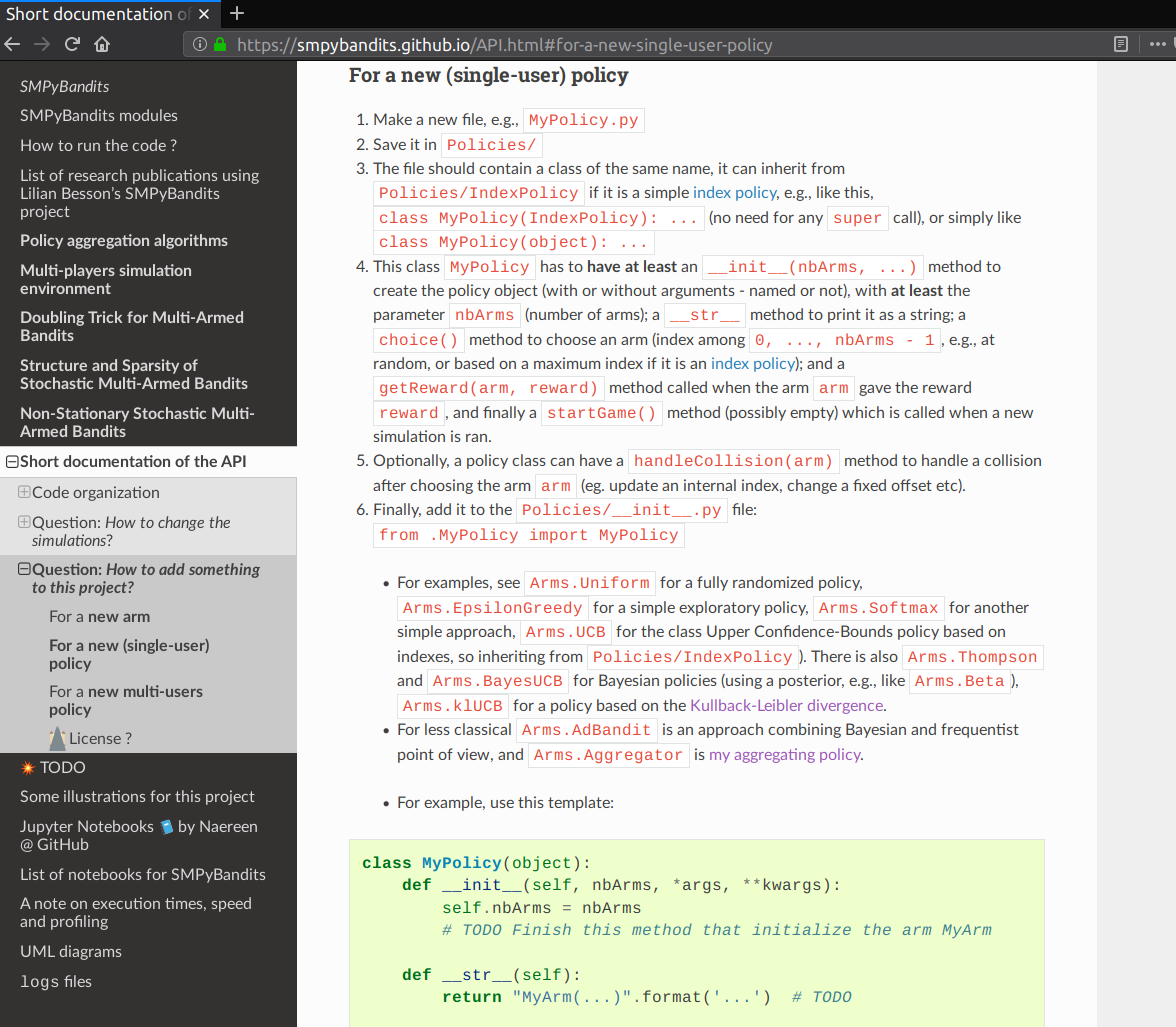 Short documentation of
https://smpybandits.github.io/API.html#for-a-new-single-user-policy
SMPyBandits
SMPyBandits modules
How to run the code ?
List of research publications using
Lilian Besson's SMPyBandits
project
Policy aggregation algorithms
Multi-players simulation
environment
Doubling Trick for Multi-Armed
Bandits
Structure and Sparsity of
Stochastic Multi-Armed Bandits
Non-Stationary Stochastic Multi-
Armed Bandits
Short documentation of the API
Code organization
Question: How to change the
simulations?
Question: How to add something
to this project?
For a new arm
For a new (single-user)
policy
For a new multi-users
policy
License ?
TODO
Some illustrations for this project
Jupyter Notebooks by Naereen
@ GitHub
List of notebooks for SMPyBandits
A note on execution times, speed
and profiling
UML diagrams
logs files
For a new (single-user) policy
1. Make a new file, e.g., MyPolicy.py
2. Save it in Policies/
3. The file should contain a class of the same name, it can inherit from
Policies/IndexPolicy if it is a simple index policy, e.g., like this,
class MyPolicy(IndexPolicy): ... (no need for any super call), or simply like
class MyPolicy(object): ...
4. This class MyPolicy has to have at least an __init__(nbArms, ...) method to
create the policy object (with or without arguments - named or not), with at least the
parameter nbArms (number of arms); a __str__ method to print it as a string; a
choice() method to choose an arm (index among 0, ..., nbArms - 1, e.g., at
random, or based on a maximum index if it is an index policy); and a
getReward(arm, reward) method called when the arm arm gave the reward
reward, and finally a startGame() method (possibly empty) which is called when a new
simulation is ran.
5. Optionally, a policy class can have a handleCollision(arm) method to handle a collision
after choosing the arm arm (eg. update an internal index, change a fixed offset etc).
6. Finally, add it to the Policies/__init__.py file:
from .MyPolicy import MyPolicy
• For examples, see Arms.Uniform for a fully randomized policy,
Arms.EpsilonGreedy for a simple exploratory policy, Arms.Softmax for another
simple approach, Arms.UCB for the class Upper Confidence-Bounds policy based on
indexes, so inheriting from Policies/IndexPolicy). There is also Arms.Thompson
and Arms.BayesUCB for Bayesian policies (using a posterior, e.g., like Arms.Beta),
Arms.klUCB for a policy based on the Kullback-Leibler divergence.
• For less classical Arms.AdBandit is an approach combining Bayesian and frequentist
point of view, and Arms.Aggregator is my aggregating policy.
• For example, use this template:
class MyPolicy(object):
    def __init__(self, nbArms, *args, **kwargs):
        self.nbArms = nbArms
        # TODO Finish this method that initialize the arm MyArm
    def __str__(self):
        return "MyArm(...)".format('...')  # TODO